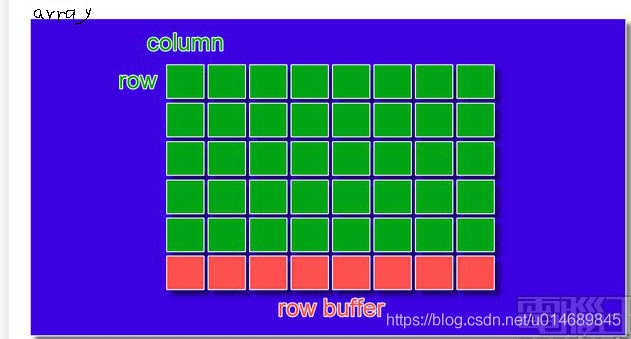 array
column
row
row buffer
https://blog.csdn.net/u014689845